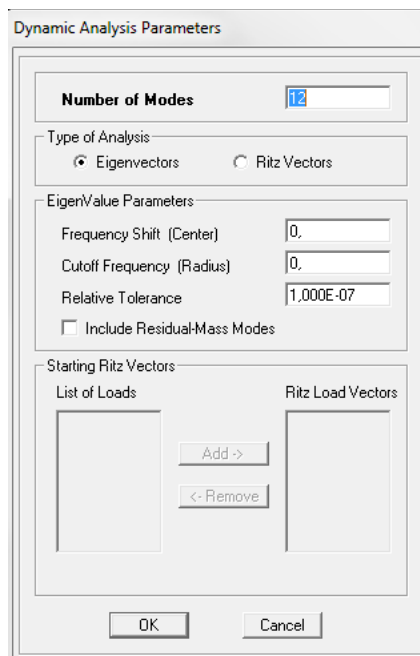 Dynamic Analysis Parameters
Number of Modes 12
Type of Analysis
Eigenvectors Ritz Vectors
EigenValue Parameters
Frequency Shift (Center) 0,
Cutoff Frequency (Radius) 0,
Relative Tolerance 1,000E-07
Include Residual-Mass Modes
Starting Ritz Vectors
List of Loads Ritz Load Vectors
Add ->
<- Remove
OK Cancel